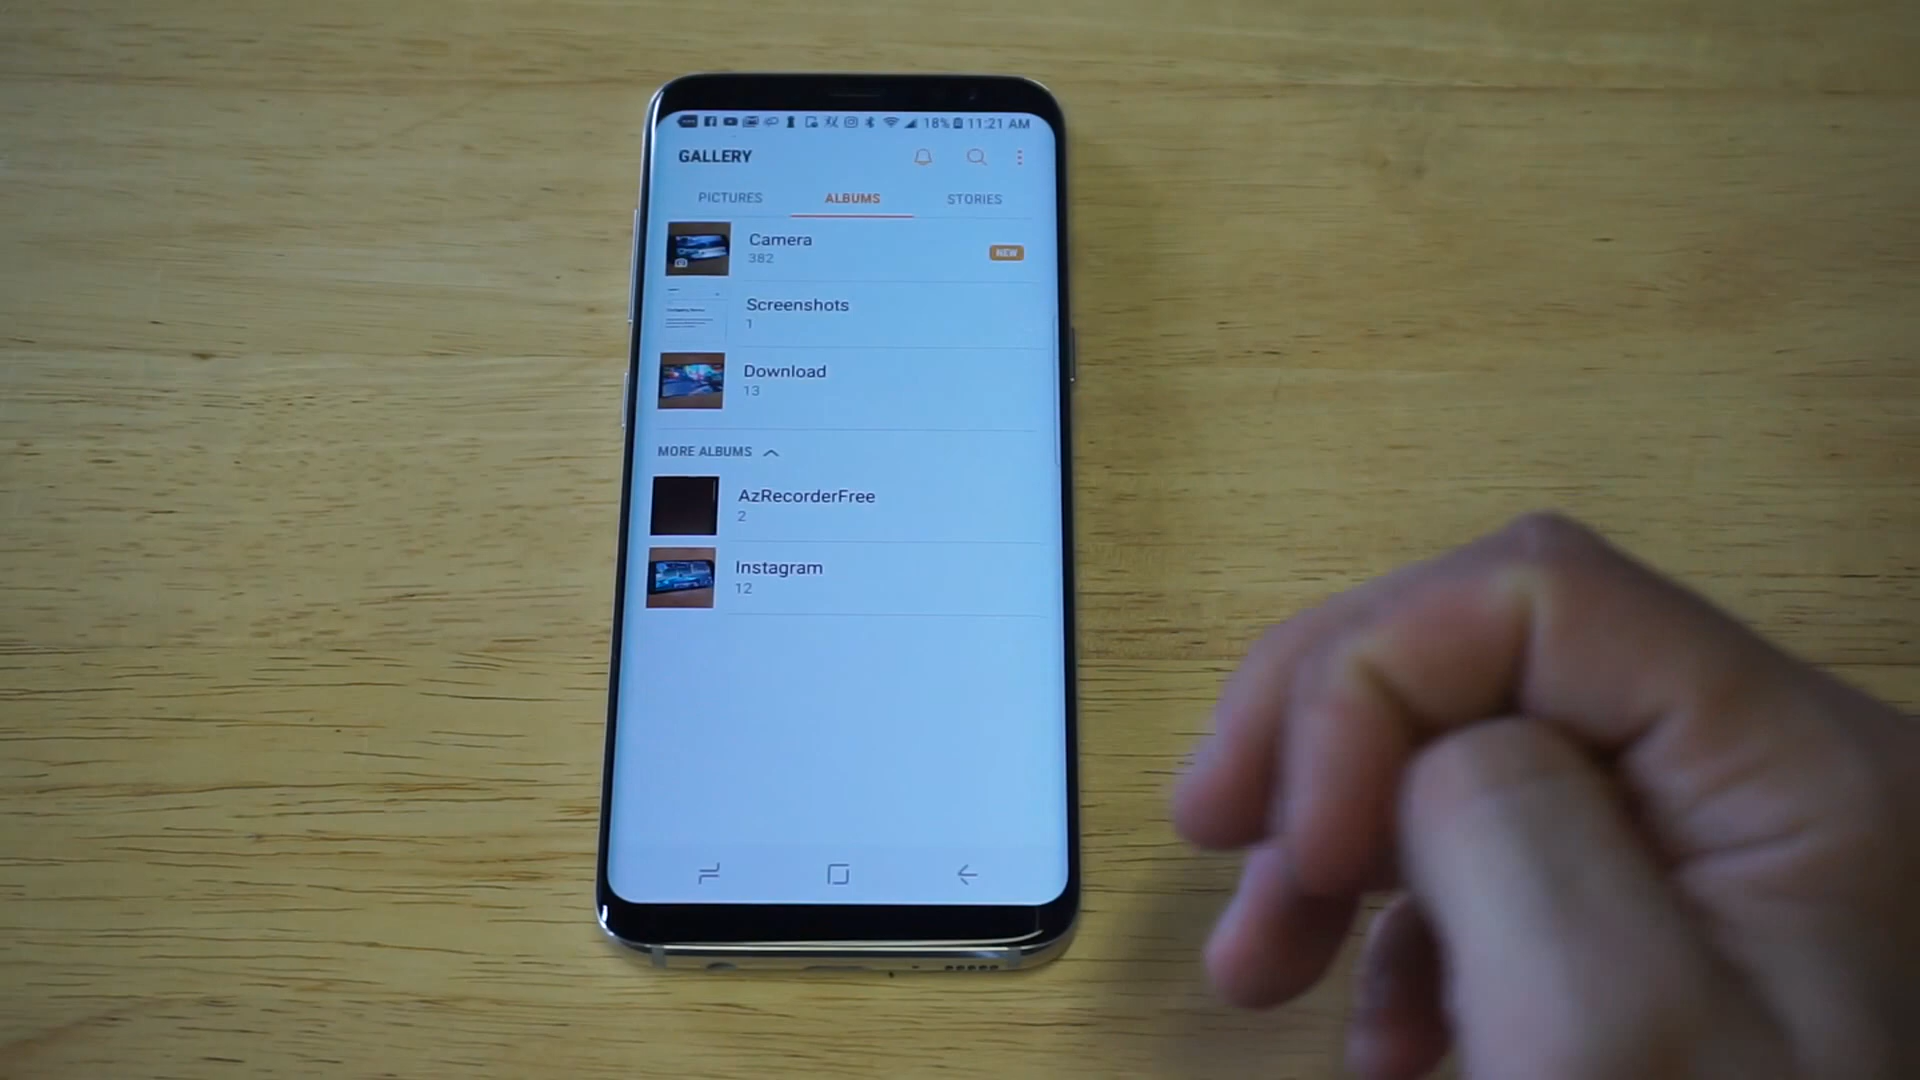 18% 11:21 AM
GALLERY
PICTURES ALBUMS STORIES
Camera
382
NEW
Screenshots
1
Download
13
MORE ALBUMS
AzRecorderFree
2
Instagram
12